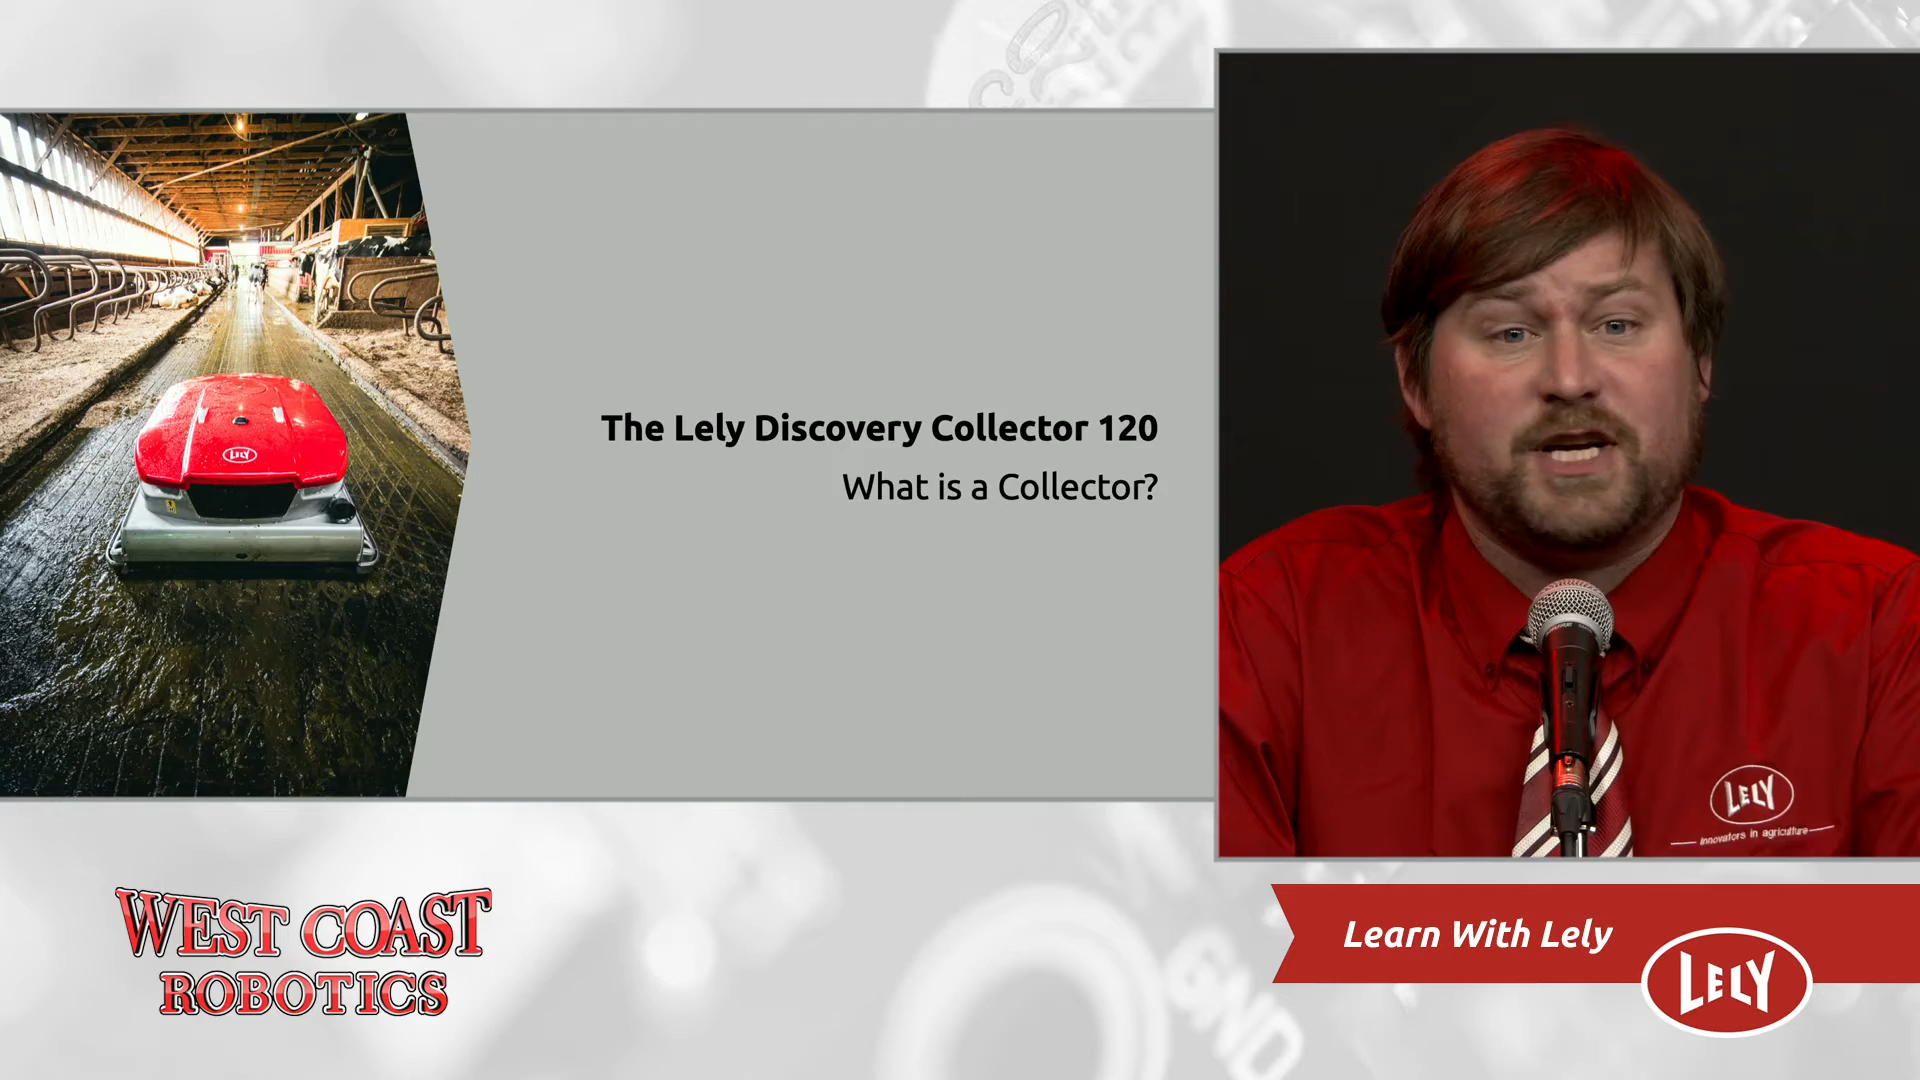 The Lely Discovery Collector 120
What is a Collector?
LELY
LELY
innovators in agriculture
WEST COAST
ROBOTICS
Learn With Lely
LELY
GND